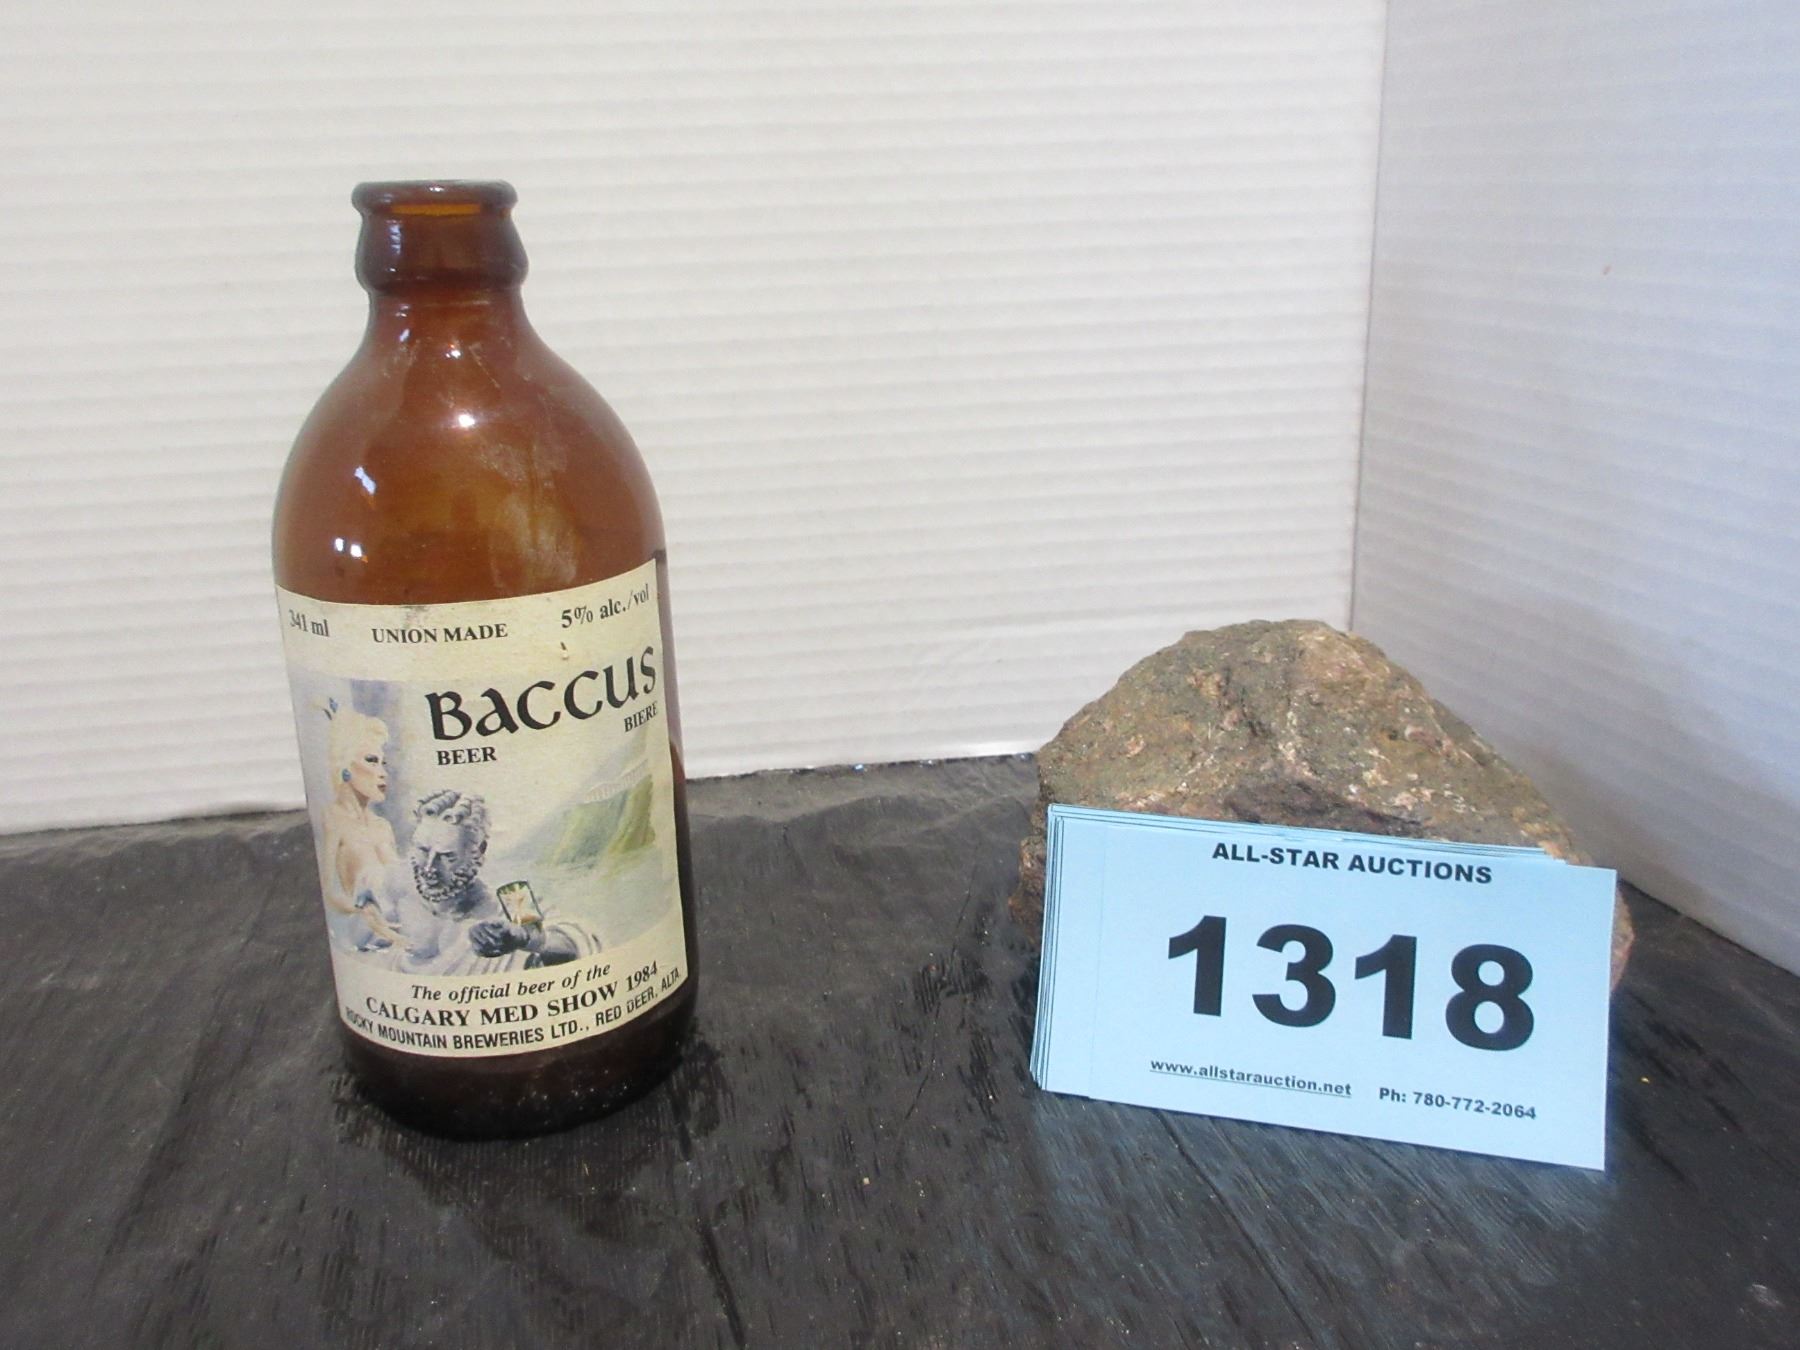 341 ml UNION MADE 5% alc./vol
BACCUS
BEER BIERE
The official beer of the
CALGARY MED SHOW 1984
ROCKY MOUNTAIN BREWERIES LTD., RED DEER, ALTA.
ALL-STAR AUCTIONS
1318
www.allstarauction.net Ph: 780-772-2064